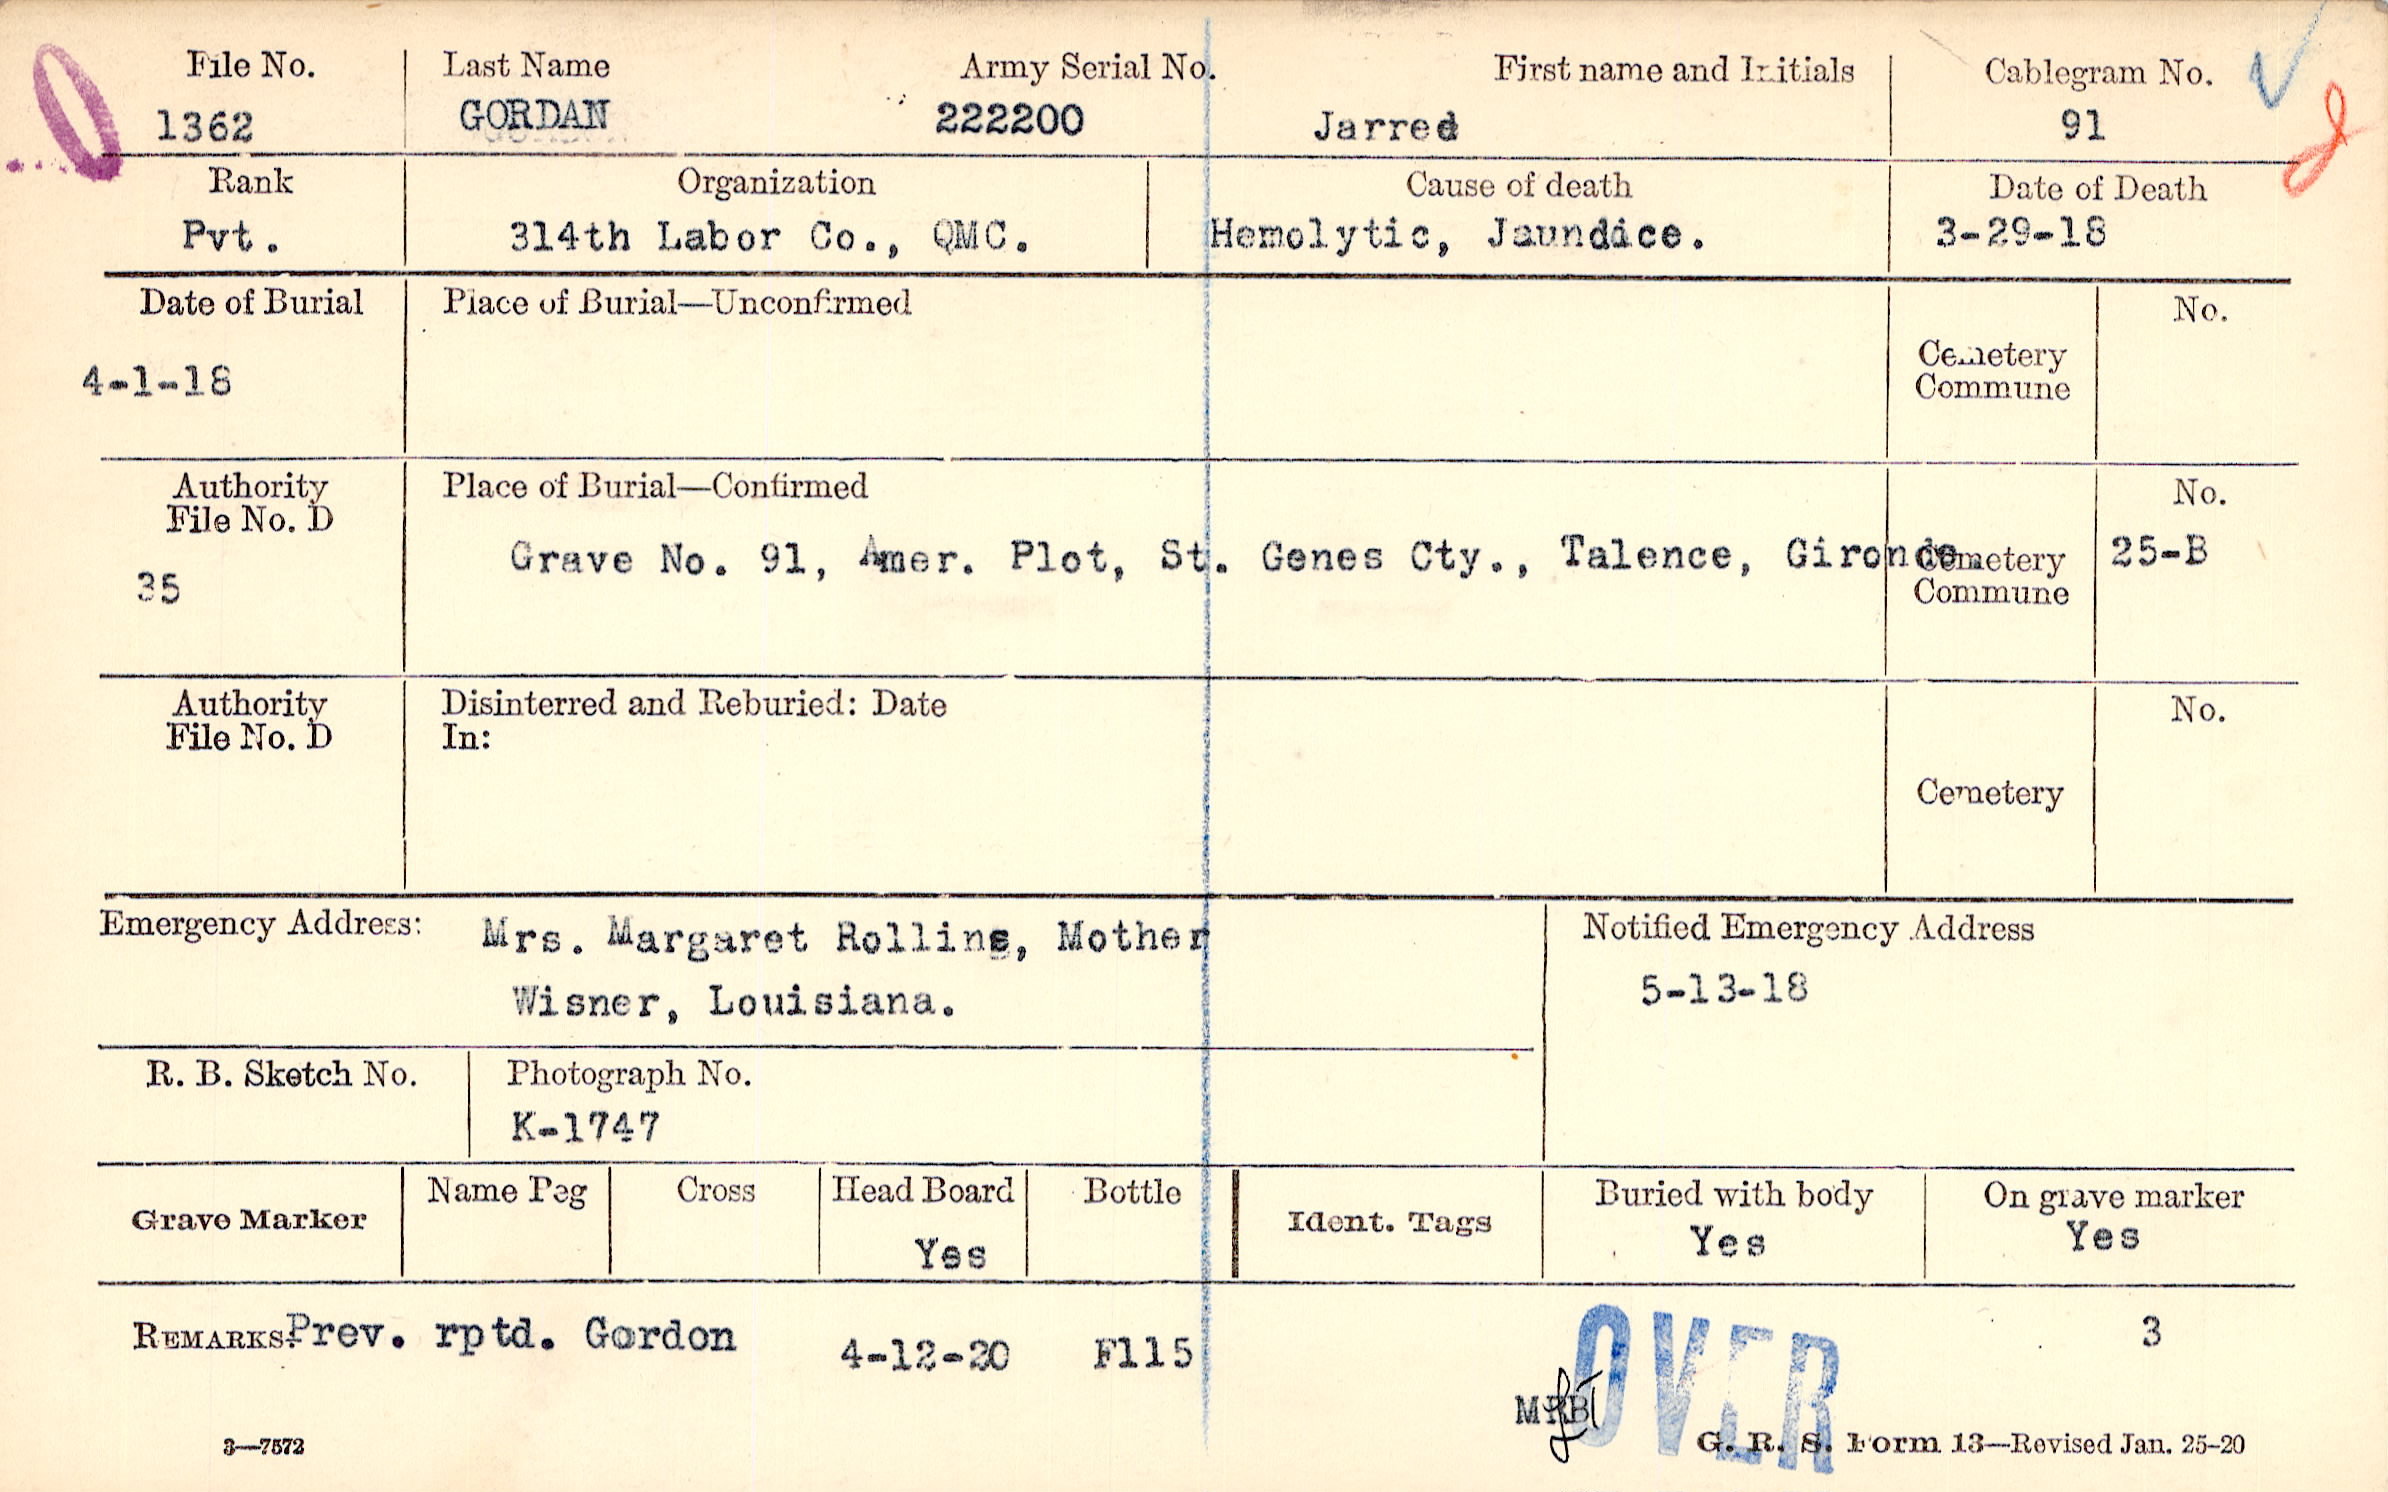 File No. Last Name Army Serial No. First name and Initials Cablegram No.
1362 GORDAN 222200 Jarred 91
Rank Organization Cause of death Date of Death
Pvt. 314th Labor Co., QMC. Hemolytic, Jaundice. 3-29-18
Date of Burial Place of Burial—Unconfirmed No.
4-1-18
Cemetery
Commune
Authority Place of Burial—Confirmed No.
File No. D
35 Grave No. 91, Amer. Plot, St. Genes Cty., Talence, Gironde. 25-B
Cemetery
Commune
Authority Disinterred and Reburied: Date No.
File No. D In:
Cemetery
Emergency Address: Mrs. Margaret Rollins, Mother Notified Emergency Address
Wisner, Louisiana. 5-13-18
R. B. Sketch No. Photograph No.
K-1747
Grave Marker Name Peg Cross Head Board Bottle Ident. Tags Buried with body On grave marker
Yes Yes Yes
REMARKS: Prev. rptd. Gordon 4-12-20 F115 3
OVER
3—7572 G. R. S. Form 13—Revised Jan. 25-20